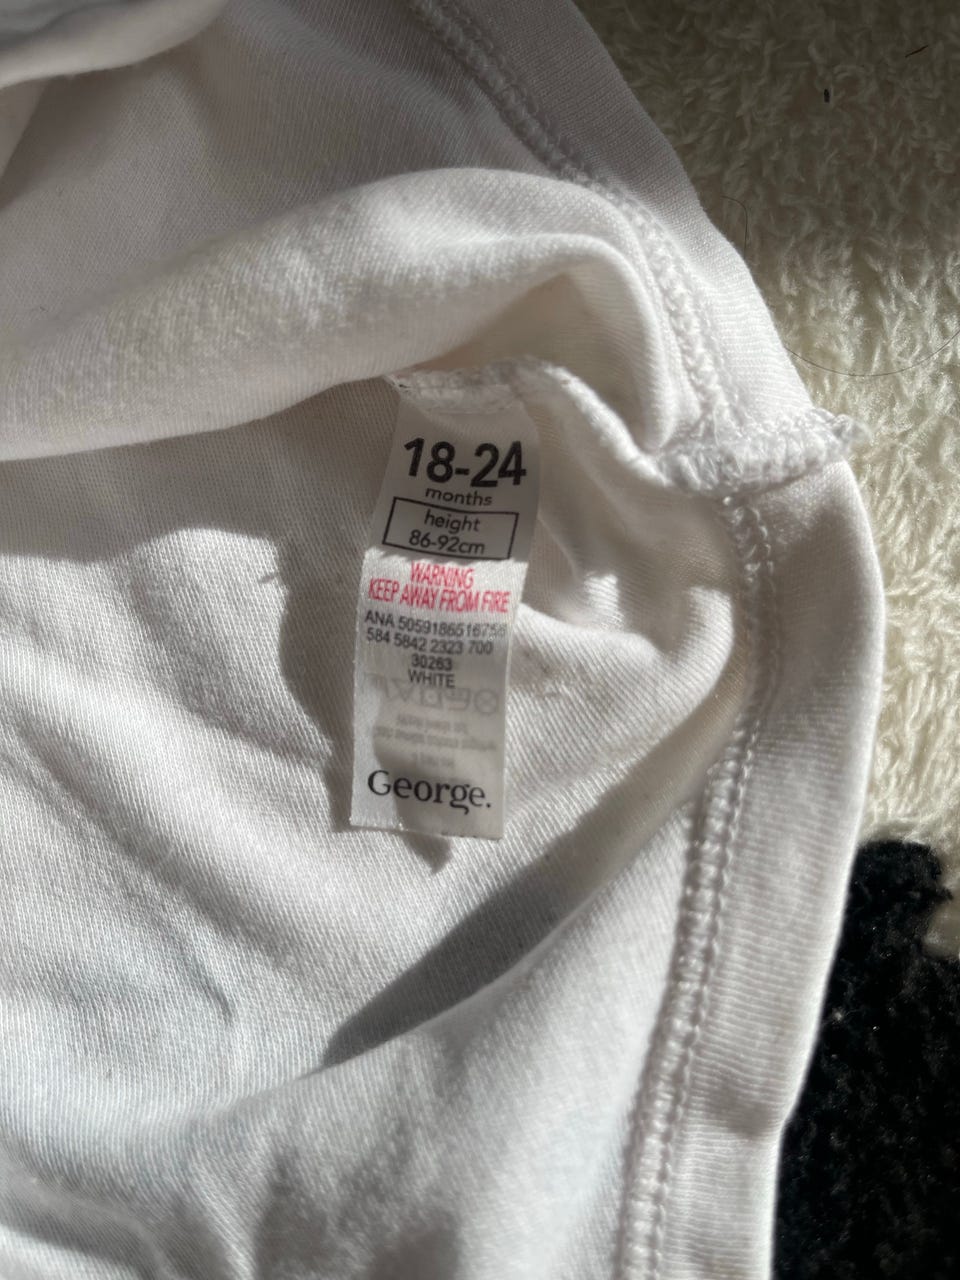 18-24
months
height
86-92cm
WARNING
KEEP AWAY FROM FIRE
ANA 5059186516756
584 5842 2323 700
30263
WHITE
George.